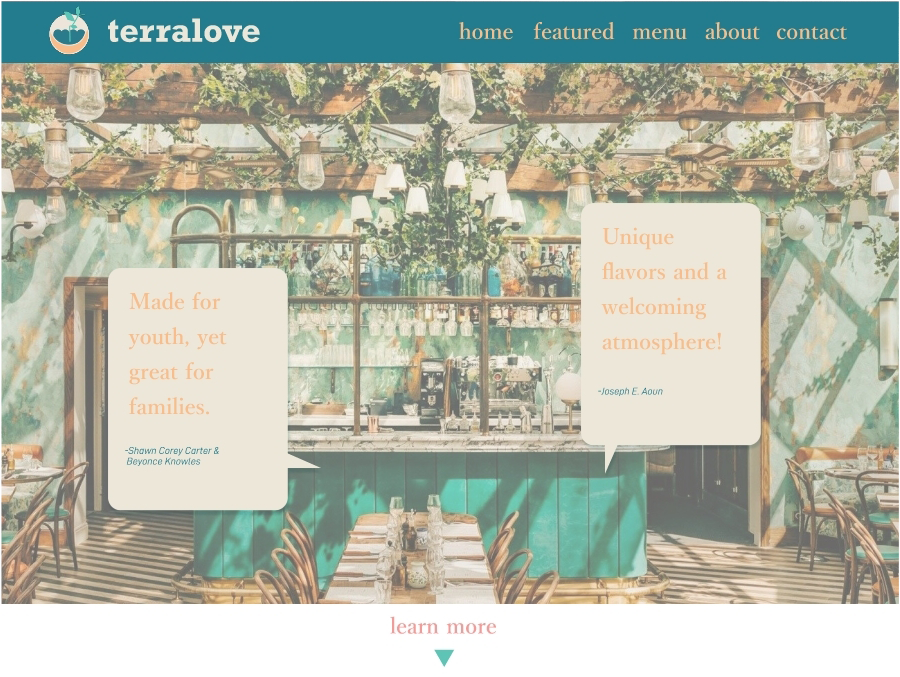 terralove
home featured menu about contact
Unique
flavors and a
welcoming
atmosphere!
-Joseph E. Aoun
Made for
youth, yet
great for
families.
-Shawn Corey Carter &
Beyonce Knowles
learn more